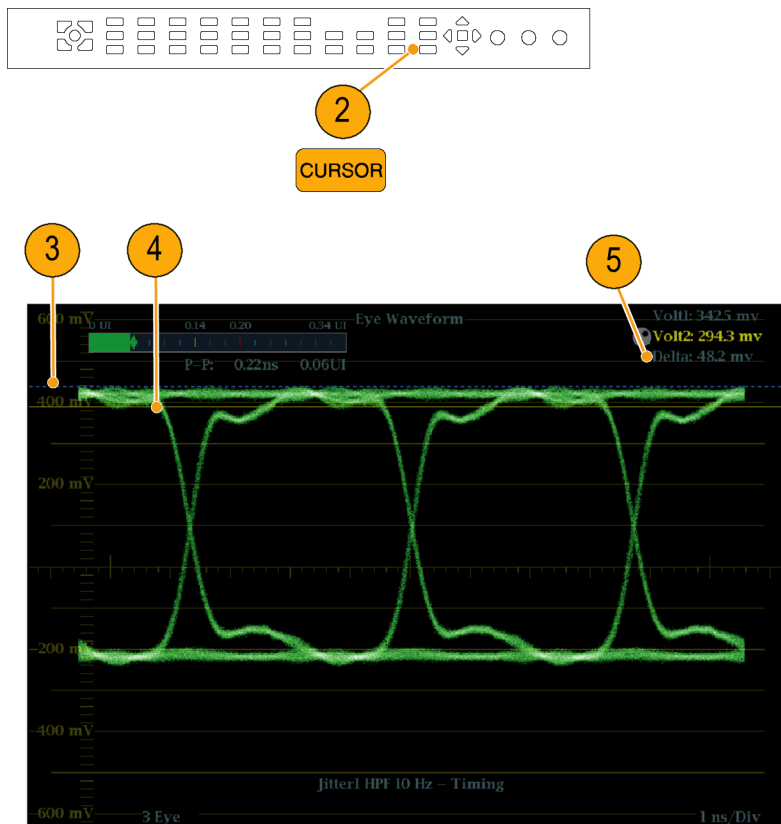 2
CURSOR
3
4
5
600 mV
0 UI 0.14 0.20 0.34 UI
Eye Waveform
Volt1: 342.5 mv
Volt2: 294.3 mv
P-P: 0.22ns 0.06UI
Delta: 48.2 mv
400 mV
200 mV
-200 mV
-400 mV
Jitter1 HPF 10 Hz – Timing
-600 mV
3 Eye
1 ns/Div